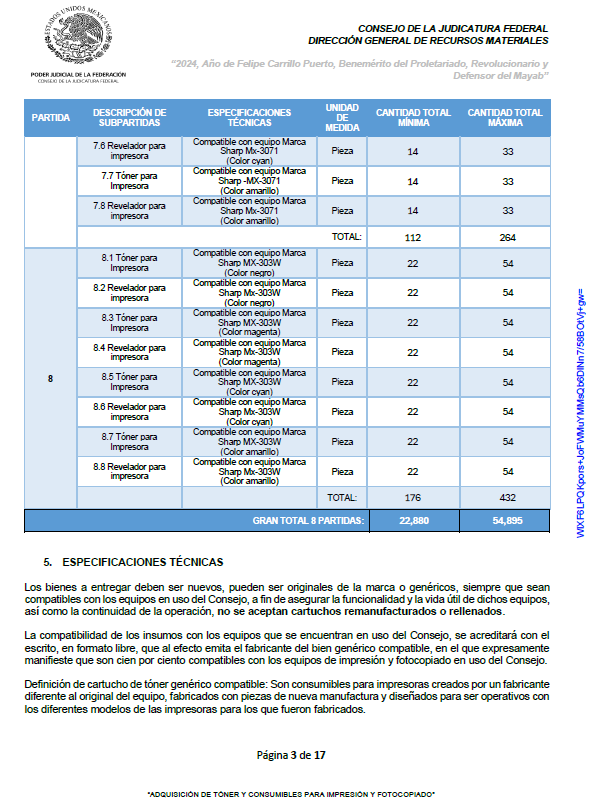 ESTADOS UNIDOS MEXICANOS
PODER JUDICIAL DE LA FEDERACIÓN
CONSEJO DE LA JUDICATURA FEDERAL
CONSEJO DE LA JUDICATURA FEDERAL
DIRECCIÓN GENERAL DE RECURSOS MATERIALES
"2024, Año de Felipe Carrillo Puerto, Benemérito del Proletariado, Revolucionario y
Defensor del Mayab"
PARTIDA DESCRIPCIÓN DE SUBPARTIDAS ESPECIFICACIONES TÉCNICAS UNIDAD DE MEDIDA CANTIDAD TOTAL MÍNIMA CANTIDAD TOTAL MÁXIMA
7.6 Revelador para impresora Compatible con equipo Marca Sharp Mx-3071 (Color cyan) Pieza 14 33
7.7 Tóner para Impresora Compatible con equipo Marca Sharp -MX-3071 (Color amarillo) Pieza 14 33
7.8 Revelador para impresora Compatible con equipo Marca Sharp Mx-3071 (Color amarillo) Pieza 14 33
TOTAL: 112 264
8
8.1 Tóner para Impresora Compatible con equipo Marca Sharp MX-303W (Color negro) Pieza 22 54
8.2 Revelador para impresora Compatible con equipo Marca Sharp Mx-303W (Color negro) Pieza 22 54
8.3 Tóner para Impresora Compatible con equipo Marca Sharp MX-303W (Color magenta) Pieza 22 54
8.4 Revelador para impresora Compatible con equipo Marca Sharp Mx-303W (Color magenta) Pieza 22 54
8.5 Tóner para Impresora Compatible con equipo Marca Sharp MX-303W (Color cyan) Pieza 22 54
8.6 Revelador para impresora Compatible con equipo Marca Sharp Mx-303W (Color cyan) Pieza 22 54
8.7 Tóner para Impresora Compatible con equipo Marca Sharp MX-303W (Color amarillo) Pieza 22 54
8.8 Revelador para impresora Compatible con equipo Marca Sharp Mx-303W (Color amarillo) Pieza 22 54
TOTAL: 176 432
GRAN TOTAL 8 PARTIDAS: 22,880 54,895
5. ESPECIFICACIONES TÉCNICAS
Los bienes a entregar deben ser nuevos, pueden ser originales de la marca o genéricos, siempre que sean
compatibles con los equipos en uso del Consejo, a fin de asegurar la funcionalidad y la vida útil de dichos equipos,
así como la continuidad de la operación, no se aceptan cartuchos remanufacturados o rellenados.
La compatibilidad de los insumos con los equipos que se encuentran en uso del Consejo, se acreditará con el
escrito, en formato libre, que al efecto emita el fabricante del bien genérico compatible, en el que expresamente
manifieste que son cien por ciento compatibles con los equipos de impresión y fotocopiado en uso del Consejo.
Definición de cartucho de tóner genérico compatible: Son consumibles para impresoras creados por un fabricante
diferente al original del equipo, fabricados con piezas de nueva manufactura y diseñados para ser operativos con
los diferentes modelos de las impresoras para los que fueron fabricados.
Página 3 de 17
"ADQUISICIÓN DE TÓNER Y CONSUMIBLES PARA IMPRESIÓN Y FOTOCOPIADO"